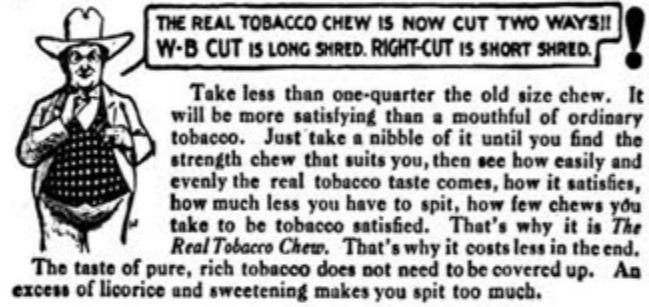 THE REAL TOBACCO CHEW IS NOW CUT TWO WAYS!!
W-B CUT IS LONG SHRED. RIGHT-CUT IS SHORT SHRED.
Take less than one-quarter the old size chew. It
will be more satisfying than a mouthful of ordinary
tobacco. Just take a nibble of it until you find the
strength chew that suits you, then see how easily and
evenly the real tobacco taste comes, how it satisfies,
how much less you have to spit, how few chews you
take to be tobacco satisfied. That's why it is The
Real Tobacco Chew. That's why it costs less in the end.
The taste of pure, rich tobacco does not need to be covered up. An
excess of licorice and sweetening makes you spit too much.